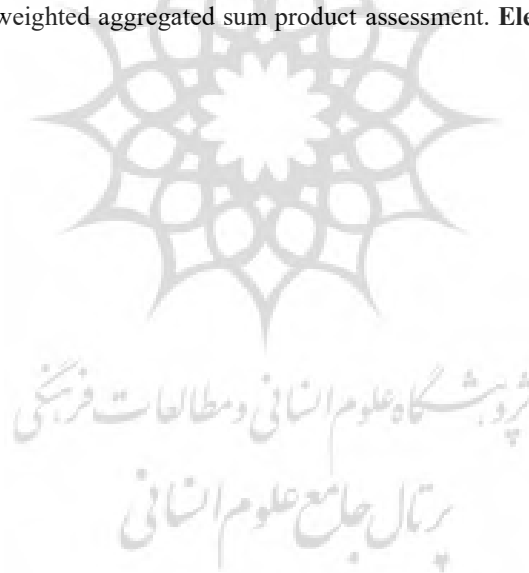 weighted aggregated sum product assessment. Ele
پژوهشگاه علوم انسانی و مطالعات فرهنگی
پرتال جامع علوم انسانی